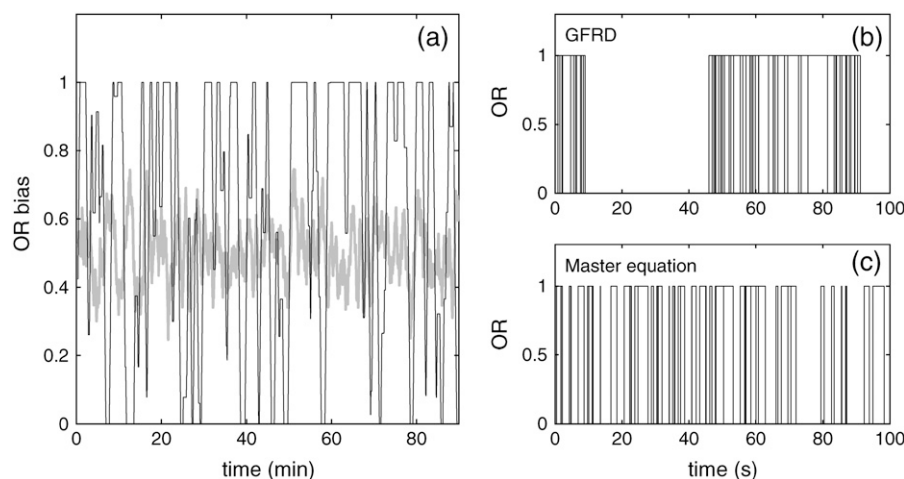 (a)
OR bias
1
0.8
0.6
0.4
0.2
0
0 20 40 60 80
time (min)
GFRD (b)
OR
1
0.5
0
0 20 40 60 80 100
Master equation (c)
OR
1
0.5
0
0 20 40 60 80 100
time (s)